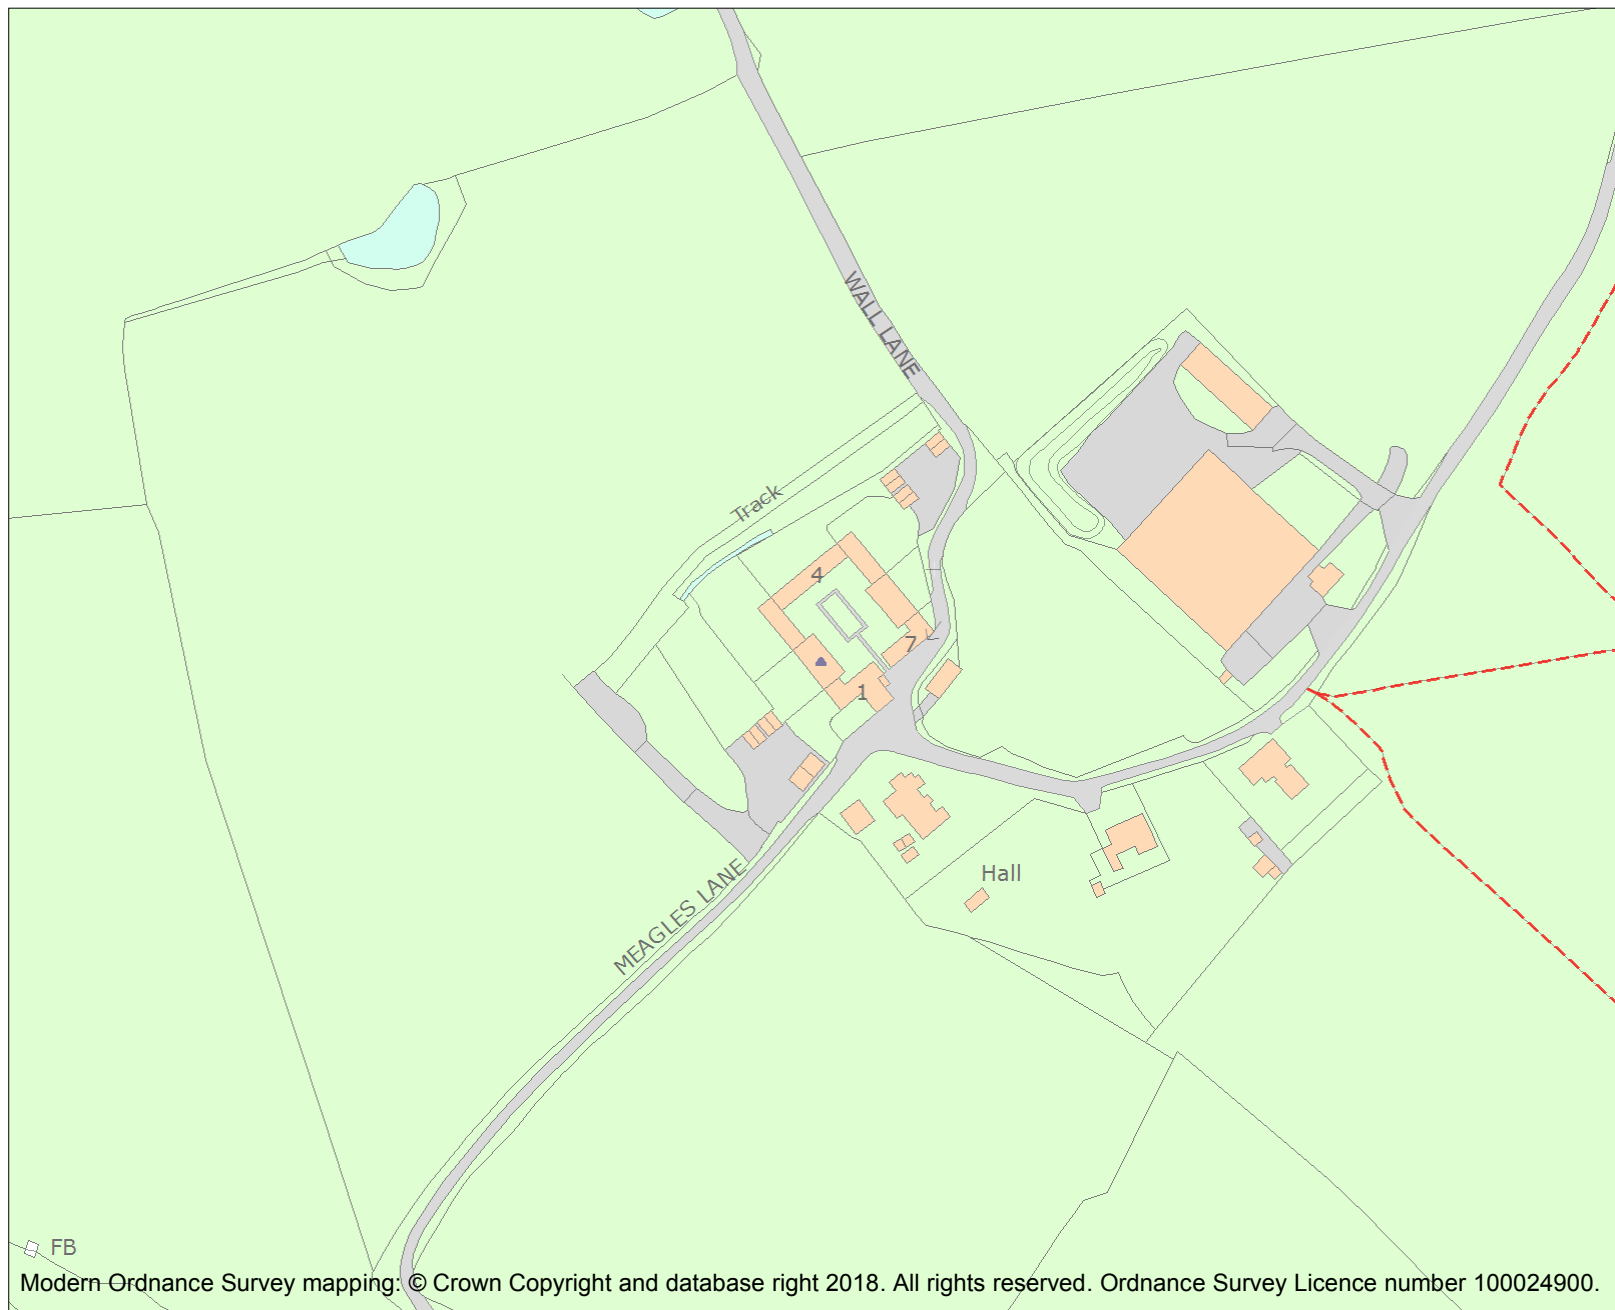 WALL LANE
Track
4
7
1
MEAGLES LANE
Hall
FB
Modern Ordnance Survey mapping: © Crown Copyright and database right 2018. All rights reserved. Ordnance Survey Licence number 100024900.